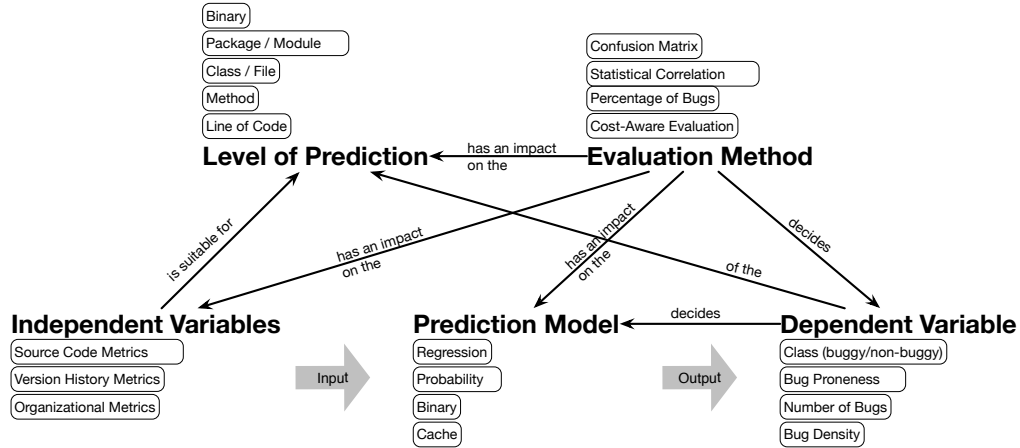 Binary
Package / Module
Class / File
Method
Line of Code
Level of Prediction
Confusion Matrix
Statistical Correlation
Percentage of Bugs
Cost-Aware Evaluation
Evaluation Method
has an impact
on the
is suitable for
has an impact
on the
has an impact
on the
decides
of the
Independent Variables
Source Code Metrics
Version History Metrics
Organizational Metrics
Input
Prediction Model
Regression
Probability
Binary
Cache
decides
Output
Dependent Variable
Class (buggy/non-buggy)
Bug Proneness
Number of Bugs
Bug Density